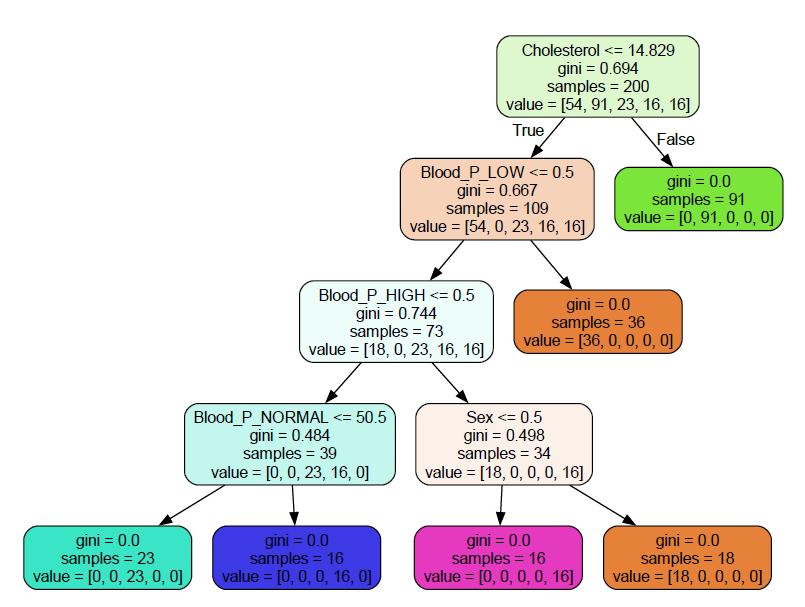 Cholesterol <= 14.829
gini = 0.694
samples = 200
value = [54, 91, 23, 16, 16]
True
False
Blood_P_LOW <= 0.5
gini = 0.667
samples = 109
value = [54, 0, 23, 16, 16]
gini = 0.0
samples = 91
value = [0, 91, 0, 0, 0]
Blood_P_HIGH <= 0.5
gini = 0.744
samples = 73
value = [18, 0, 23, 16, 16]
gini = 0.0
samples = 36
value = [36, 0, 0, 0, 0]
Blood_P_NORMAL <= 50.5
gini = 0.484
samples = 39
value = [0, 0, 23, 16, 0]
Sex <= 0.5
gini = 0.498
samples = 34
value = [18, 0, 0, 0, 16]
gini = 0.0
samples = 23
value = [0, 0, 23, 0, 0]
gini = 0.0
samples = 16
value = [0, 0, 0, 16, 0]
gini = 0.0
samples = 16
value = [0, 0, 0, 0, 16]
gini = 0.0
samples = 18
value = [18, 0, 0, 0, 0]